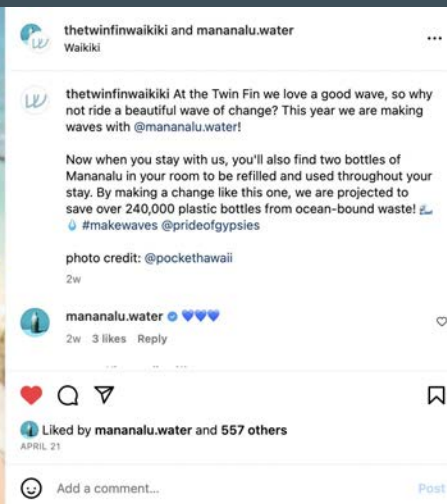 thetwinfinwaikiki and mananalu.water
Waikiki
thetwinfinwaikiki At the Twin Fin we love a good wave, so why
not ride a beautiful wave of change? This year we are making
waves with @mananalu.water!
Now when you stay with us, you'll also find two bottles of
Mananalu in your room to be refilled and used throughout your
stay. By making a change like this one, we are projected to
save over 240,000 plastic bottles from ocean-bound waste! 🌊
💧 #makewaves @prideofgypsies
photo credit: @pockethawaii
2w
mananalu.water 💙💙💙
2w 3 likes Reply
Liked by mananalu.water and 557 others
APRIL 21
Add a comment...
Post